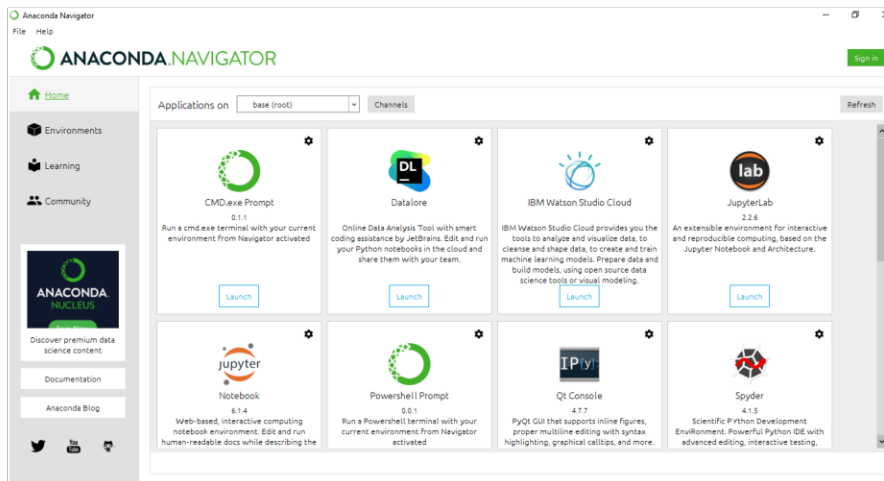 Anaconda Navigator
File Help
ANACONDA.NAVIGATOR
Sign in
Home
Environments
Learning
Community
ANACONDA.
NUCLEUS
Discover premium data
science content
Documentation
Anaconda Blog
You
Tube
Applications on base (root) Channels Refresh
CMD.exe Prompt
0.1.1
Run a cmd.exe terminal with your current
environment from Navigator activated
Launch
DL
Datalore
Online Data Analysis Tool with smart
coding assistance by JetBrains. Edit and run
your Python notebooks in the cloud and
share them with your team.
Launch
IBM Watson Studio Cloud
IBM Watson Studio Cloud provides you the
tools to analyze and visualize data, to
cleanse and shape data, to create and train
machine learning models. Prepare data and
build models, using open source data
science tools or visual modeling.
Launch
lab
JupyterLab
2.2.6
An extensible environment for interactive
and reproducible computing, based on the
Jupyter Notebook and Architecture.
Launch
jupyter
Notebook
6.1.4
Web-based, interactive computing
notebook environment. Edit and run
human-readable docs while describing the
Powershell Prompt
0.0.1
Run a Powershell terminal with your
current environment from Navigator
activated
IP[y]:
Qt Console
4.7.7
PyQt GUI that supports inline figures,
proper multiline editing with syntax
highlighting, graphical calltips, and more.
Spyder
4.1.5
Scientific PYthon Development
EnviRonment. Powerful Python IDE with
advanced editing, interactive testing,